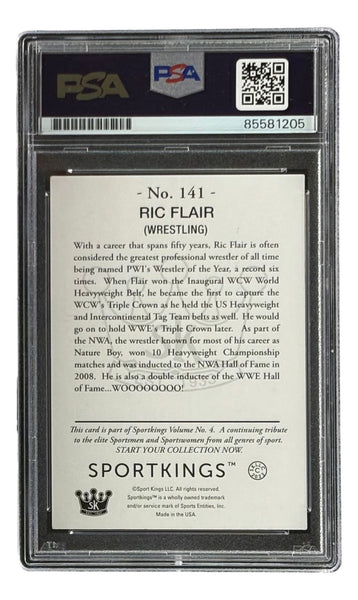 PSA
PSA
85581205
- No. 141 -
RIC FLAIR
(WRESTLING)
With a career that spans fifty years, Ric Flair is often
considered the greatest professional wrestler of all time
being named PWI's Wrestler of the Year, a record six
times. When Flair won the Inaugural WCW World
Heavyweight Belt, he became the first to capture the
WCW's Triple Crown as he held the US Heavyweight
and Intercontinental Tag Team belts as well. He would
go on to hold WWE's Triple Crown later. As part of
the NWA, the wrestler known for most of his career as
Nature Boy, won 10 Heavyweight Championship
matches and was inducted to the NWA Hall of Fame in
2008. He is also a double inductee of the WWE Hall
of Fame...WOOOOOOOO!
This card is part of Sportkings Volume No. 4. A continuing tribute
to the elite Sportsmen and Sportswomen from all genres of sport.
START YOUR COLLECTION NOW.
SPORTKINGS™
©Sport Kings LLC. All rights reserved.
Sportkings™ is a wholly owned trademark
and/or service mark of Sports Entities, Inc.
Made in the USA.
SK